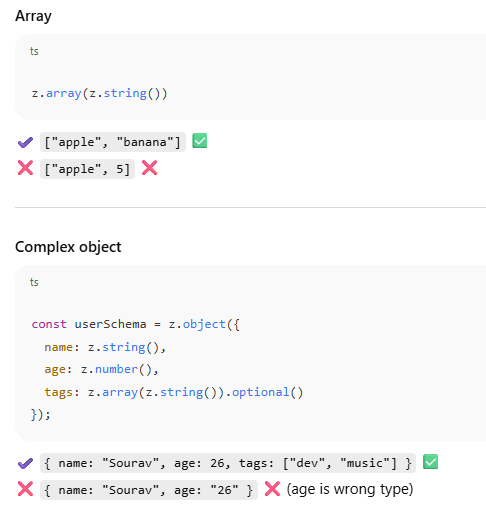 Array
ts
z.array(z.string())
✔ ["apple", "banana"] ✅
❌ ["apple", 5] ❌
Complex object
ts
const userSchema = z.object({
  name: z.string(),
  age: z.number(),
  tags: z.array(z.string()).optional()
});
✔ { name: "Sourav", age: 26, tags: ["dev", "music"] } ✅
❌ { name: "Sourav", age: "26" } ❌ (age is wrong type)